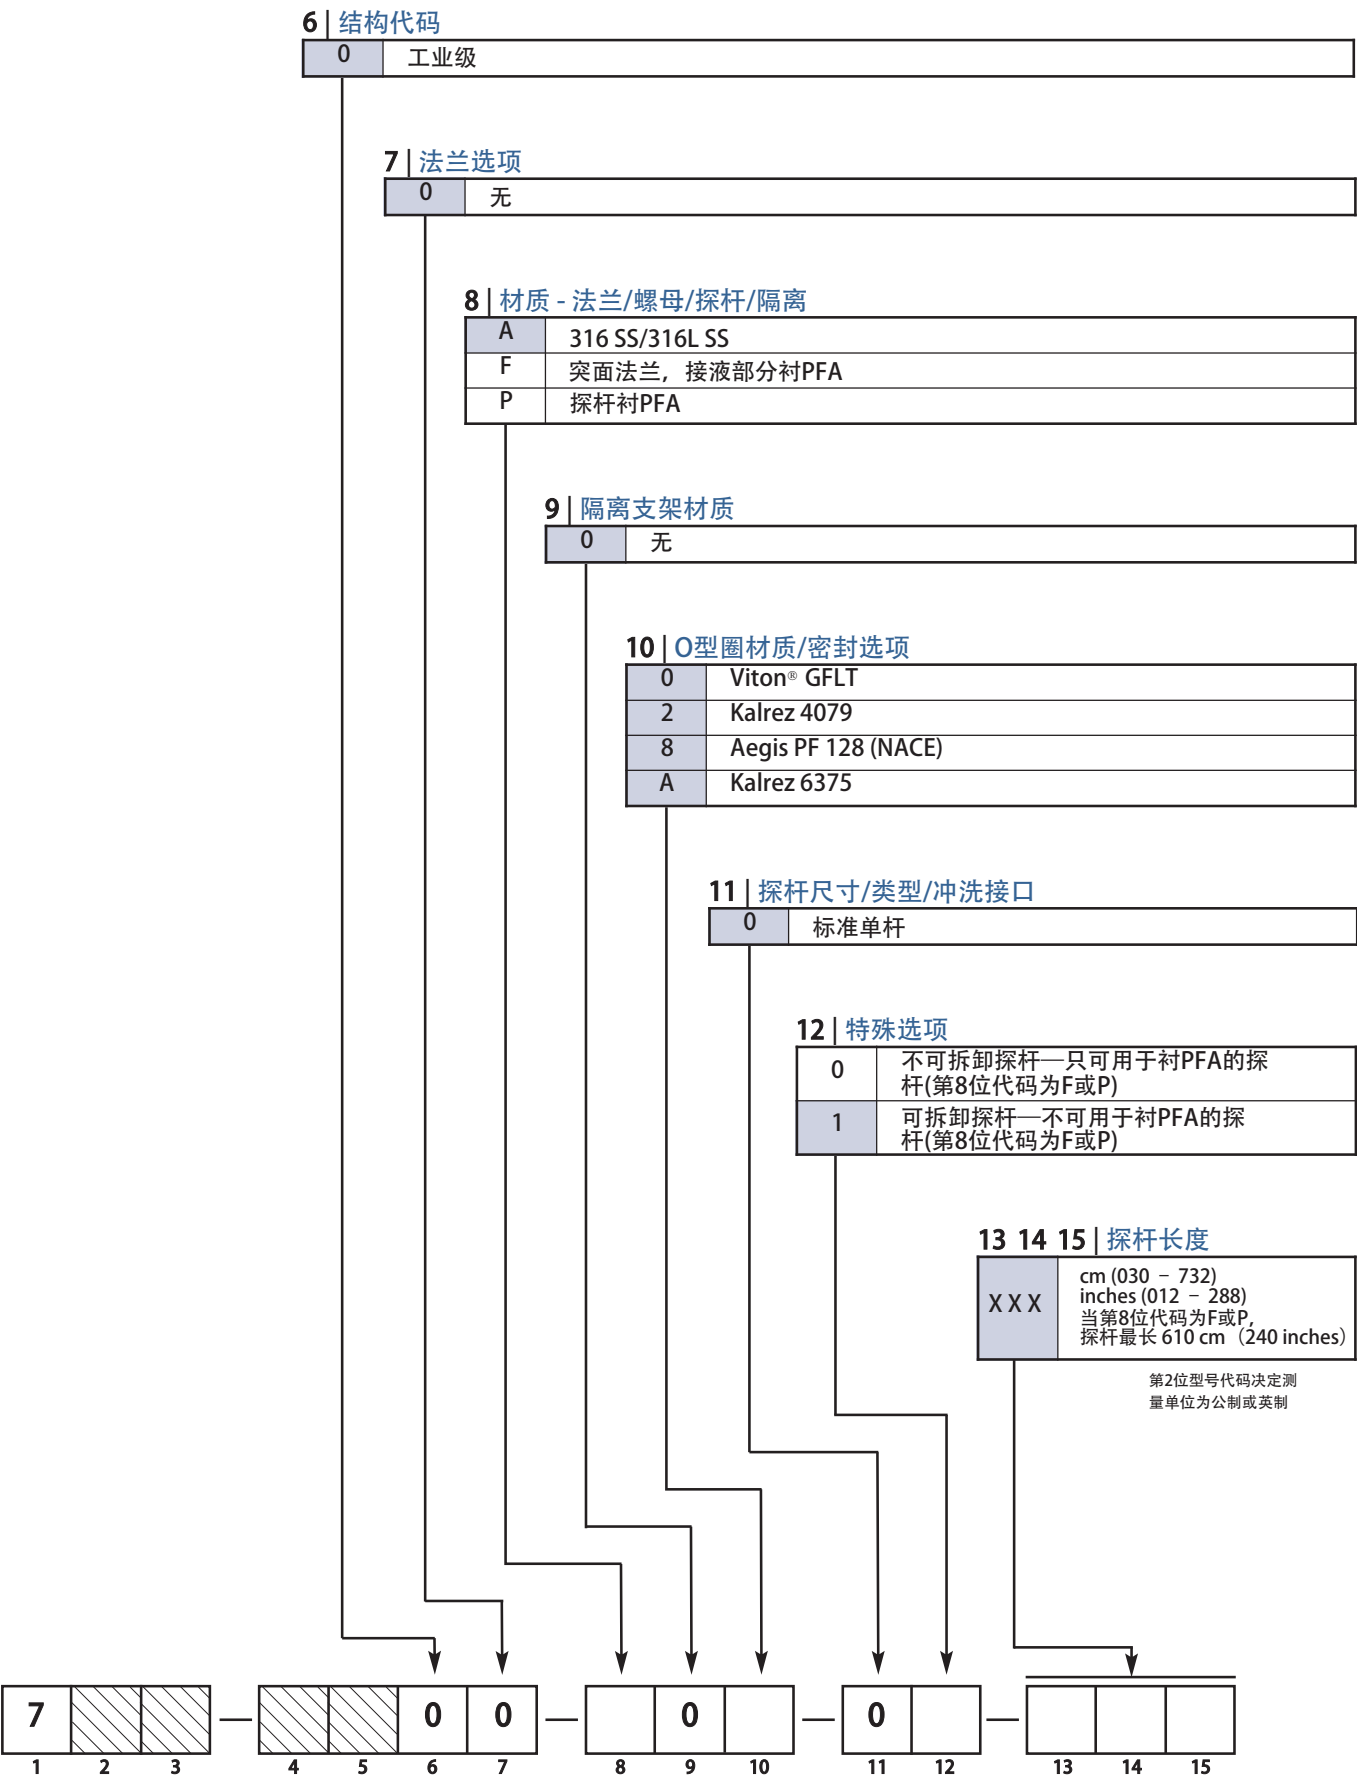 6 | 结构代码
0 工业级
7 | 法兰选项
0 无
8 | 材质 - 法兰/螺母/探杆/隔离
A 316 SS/316L SS
F 突面法兰，接液部分衬PFA
P 探杆衬PFA
9 | 隔离支架材质
0 无
10 | O型圈材质/密封选项
0 Viton® GFLT
2 Kalrez 4079
8 Aegis PF 128 (NACE)
A Kalrez 6375
11 | 探杆尺寸/类型/冲洗接口
0 标准单杆
12 | 特殊选项
0 不可拆卸探杆—只可用于衬PFA的探
杆(第8位代码为F或P)
1 可拆卸探杆—不可用于衬PFA的探
杆(第8位代码为F或P)
13 14 15 | 探杆长度
X X X
cm (030 – 732)
inches (012 – 288)
当第8位代码为F或P,
探杆最长 610 cm（240 inches）
第2位型号代码决定测
量单位为公制或英制
7 — 0 0 — 0 — 0 —
1 2 3 4 5 6 7 8 9 10 11 12 13 14 15